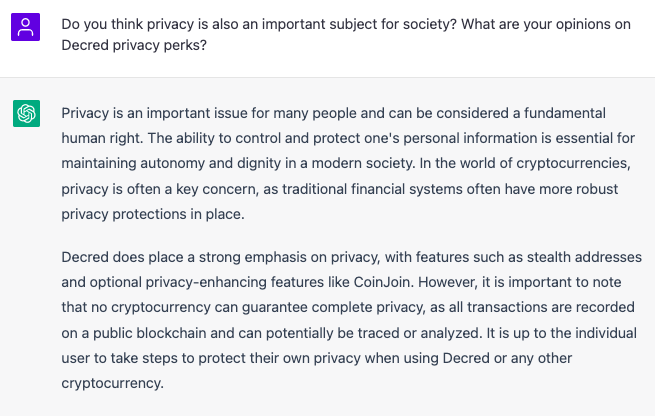 Do you think privacy is also an important subject for society? What are your opinions on
Decred privacy perks?
Privacy is an important issue for many people and can be considered a fundamental
human right. The ability to control and protect one's personal information is essential for
maintaining autonomy and dignity in a modern society. In the world of cryptocurrencies,
privacy is often a key concern, as traditional financial systems often have more robust
privacy protections in place.
Decred does place a strong emphasis on privacy, with features such as stealth addresses
and optional privacy-enhancing features like CoinJoin. However, it is important to note
that no cryptocurrency can guarantee complete privacy, as all transactions are recorded
on a public blockchain and can potentially be traced or analyzed. It is up to the individual
user to take steps to protect their own privacy when using Decred or any other
cryptocurrency.